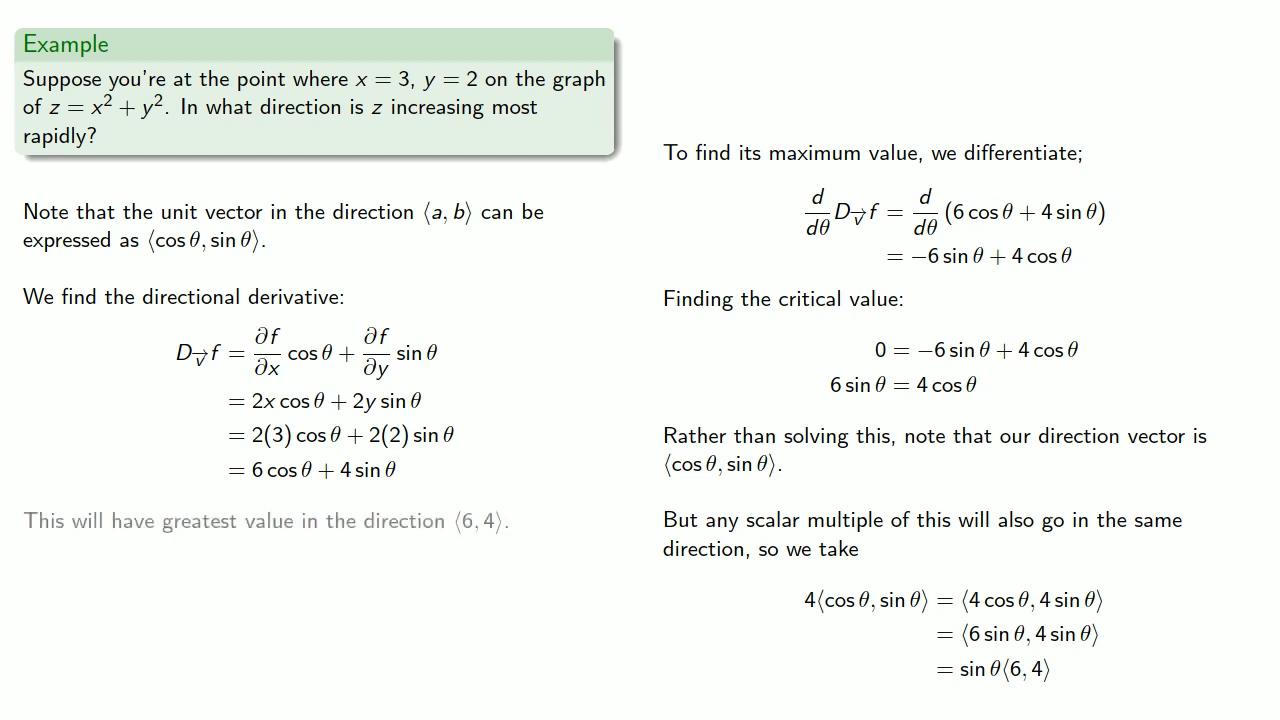 Example
Suppose you're at the point where x = 3, y = 2 on the graph
of z = x² + y². In what direction is z increasing most
rapidly?
Note that the unit vector in the direction ⟨a, b⟩ can be
expressed as ⟨cos θ, sin θ⟩.
We find the directional derivative:
D_v⃗ f = ∂f/∂x cos θ + ∂f/∂y sin θ
= 2x cos θ + 2y sin θ
= 2(3) cos θ + 2(2) sin θ
= 6 cos θ + 4 sin θ
This will have greatest value in the direction ⟨6, 4⟩.
To find its maximum value, we differentiate;
d/dθ D_v⃗ f = d/dθ (6 cos θ + 4 sin θ)
= −6 sin θ + 4 cos θ
Finding the critical value:
0 = −6 sin θ + 4 cos θ
6 sin θ = 4 cos θ
Rather than solving this, note that our direction vector is
⟨cos θ, sin θ⟩.
But any scalar multiple of this will also go in the same
direction, so we take
4⟨cos θ, sin θ⟩ = ⟨4 cos θ, 4 sin θ⟩
= ⟨6 sin θ, 4 sin θ⟩
= sin θ⟨6, 4⟩